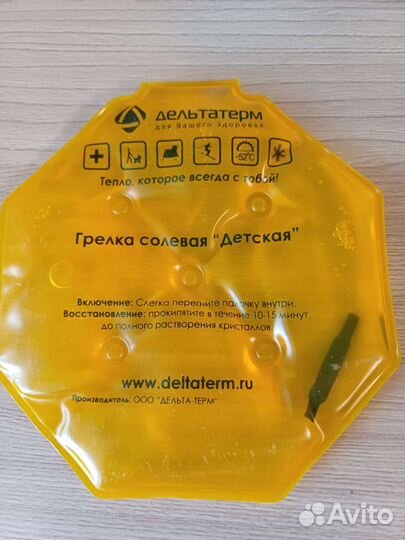 дельтатерм
для Вашего здоровья
-52°C
Тепло, которое всегда с тобой!
Грелка солевая "Детская"
Включение: Слегка перегните палочку внутри.
Восстановление: прокипятите в течение 10-15 минут,
до полного растворения кристаллов.
www.deltaterm.ru
Производитель: ООО "ДЕЛЬТА-ТЕРМ"
Avito